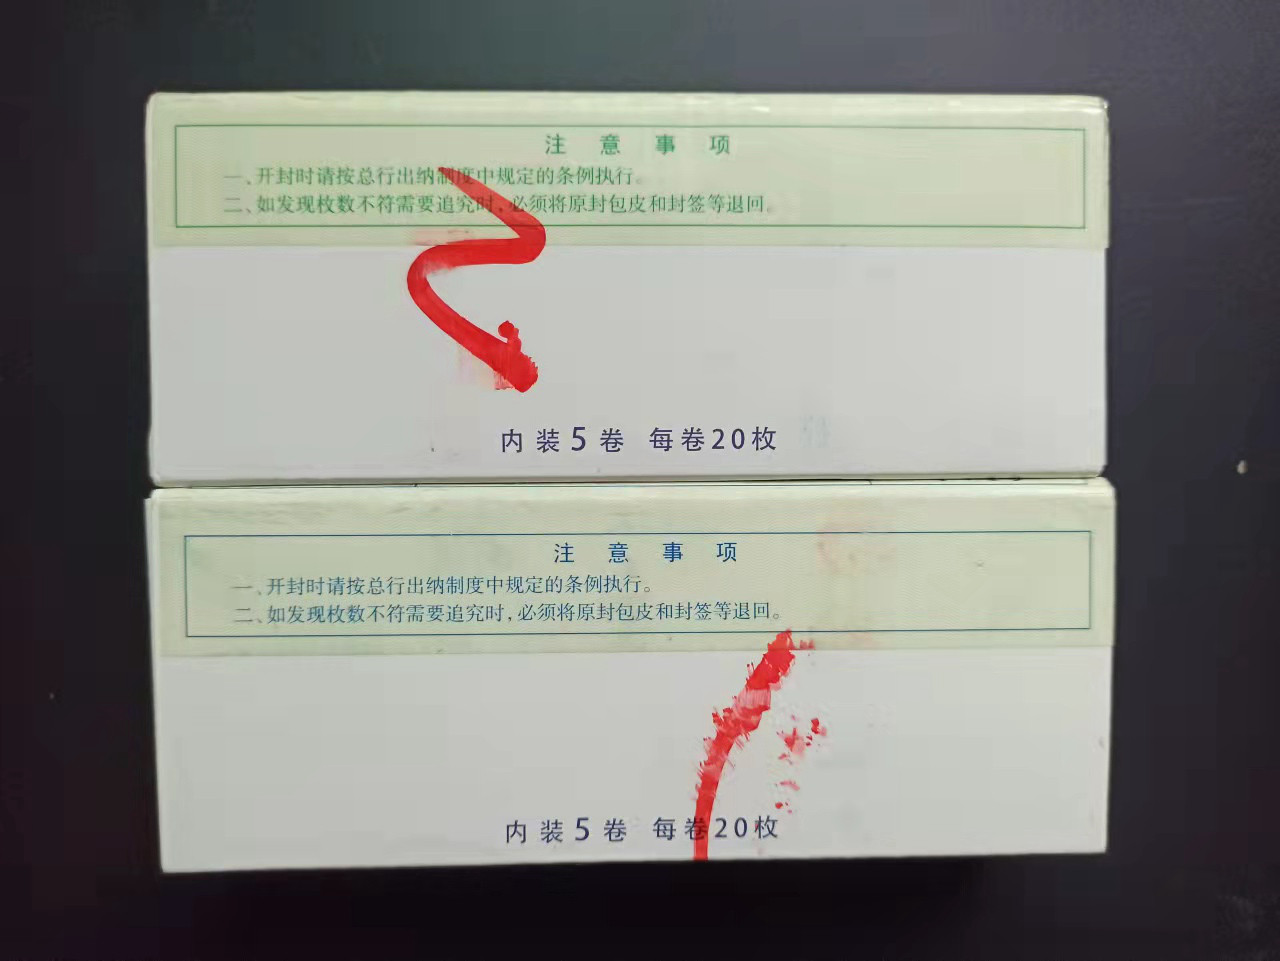 注 意 事 项
一、开封时请按总行出纳制度中规定的条例执行。
二、如发现枚数不符需要追究时，必须将原封包皮和封签等退回。
内装5卷 每卷20枚
注 意 事 项
一、开封时请按总行出纳制度中规定的条例执行。
二、如发现枚数不符需要追究时，必须将原封包皮和封签等退回。
内装5卷 每卷20枚